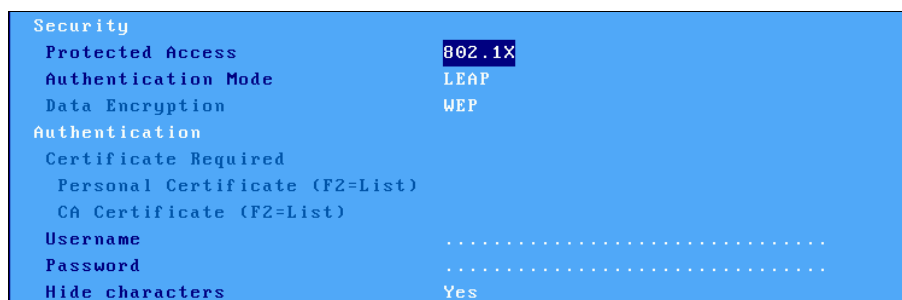 Security
Protected Access 802.1X
Authentication Mode LEAP
Data Encryption WEP
Authentication
Certificate Required
Personal Certificate (F2=List)
CA Certificate (F2=List)
Username ................................
Password ................................
Hide characters Yes